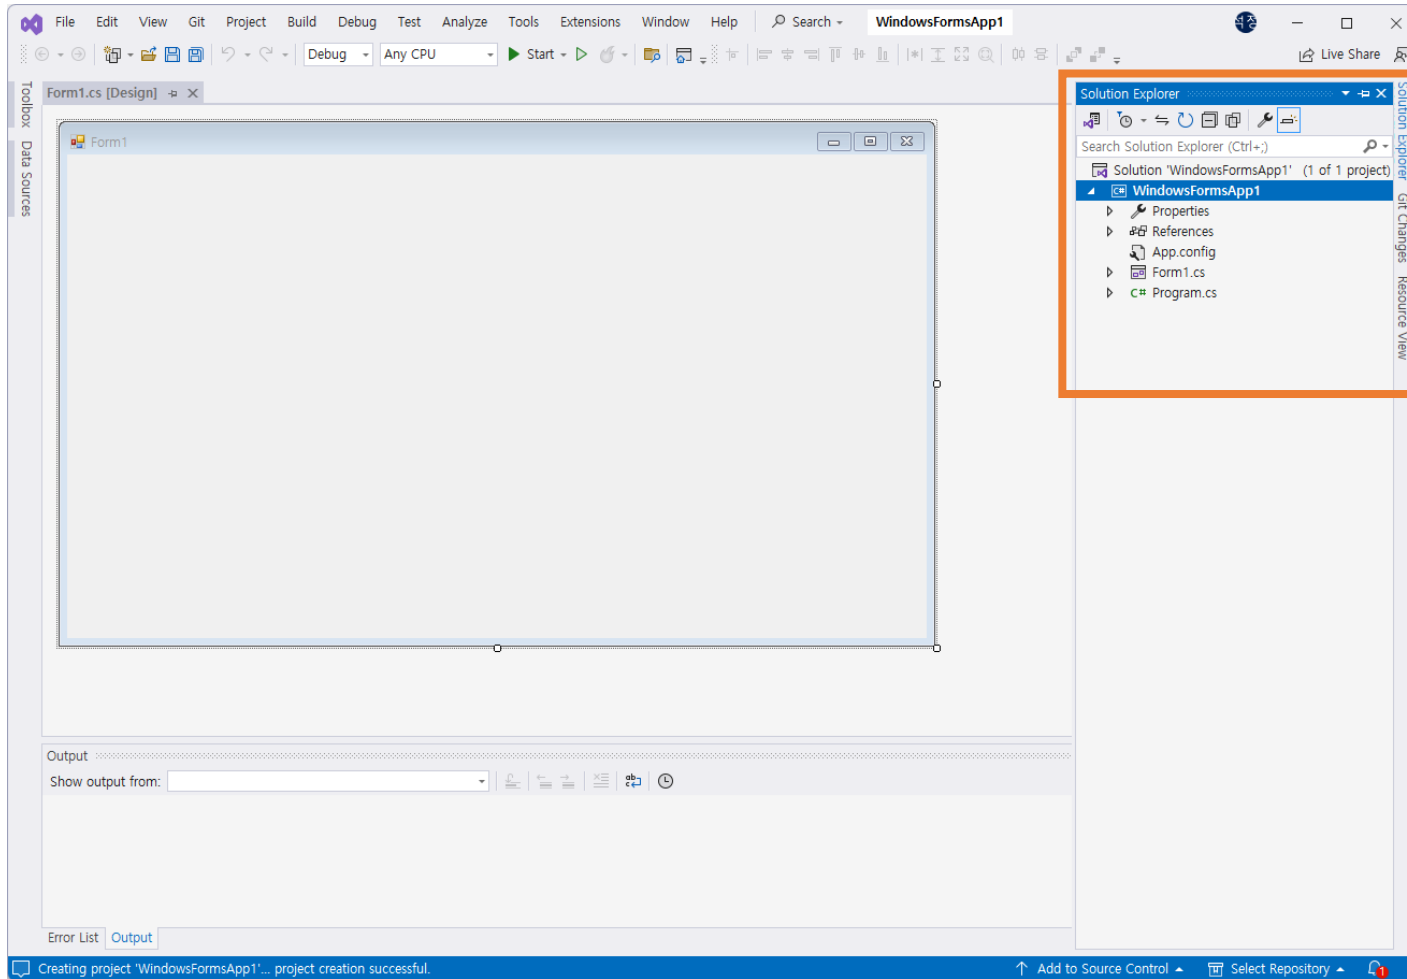 File Edit View Git Project Build Debug Test Analyze Tools Extensions Window Help Search WindowsFormsApp1
Debug Any CPU Start Live Share
Toolbox
Data Sources
Form1.cs [Design]
Form1
Solution Explorer
Search Solution Explorer (Ctrl+;)
Solution 'WindowsFormsApp1' (1 of 1 project)
C# WindowsFormsApp1
Properties
References
App.config
Form1.cs
C# Program.cs
Solution Explorer
Git Changes
Resource View
Output
Show output from:
Error List Output
Creating project 'WindowsFormsApp1'... project creation successful.
Add to Source Control Select Repository 1